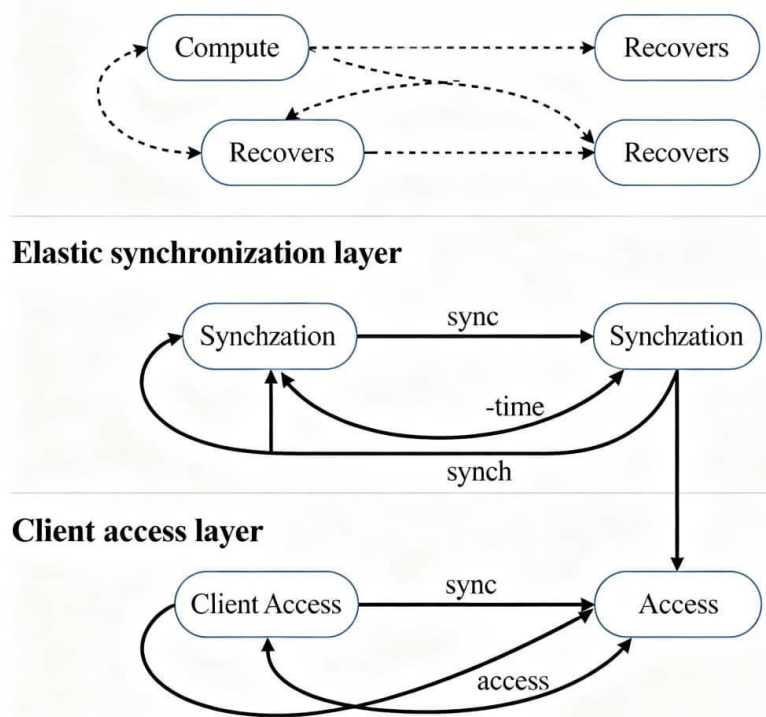 Compute
Recovers
Recovers
Recovers
Elastic synchronization layer
Synchzation
sync
Synchzation
-time
synch
Client access layer
Client Access
sync
Access
access